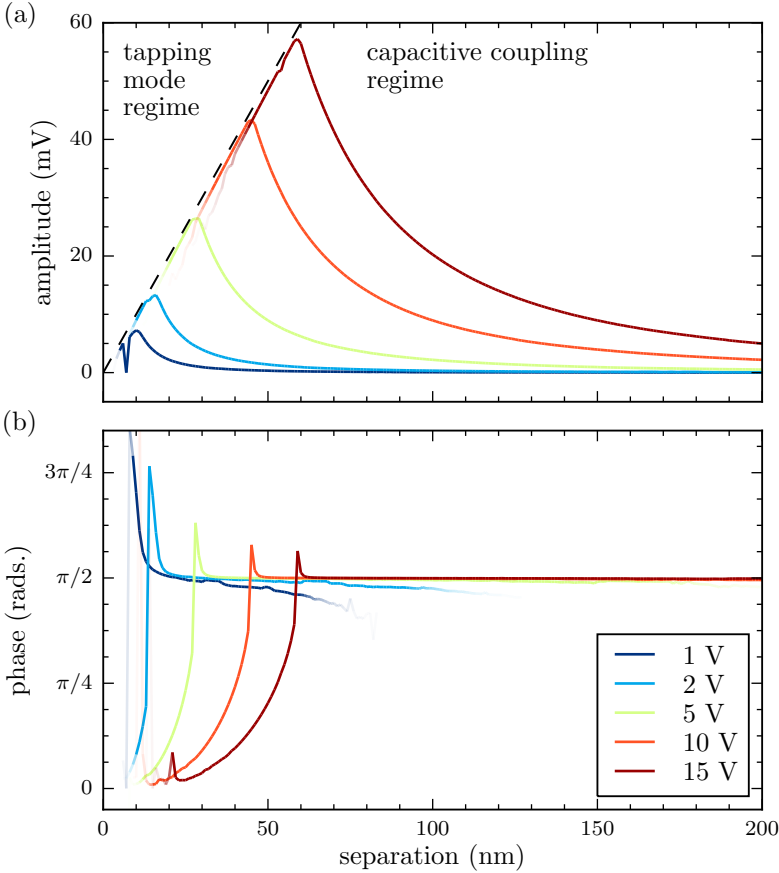 (a)
60
40
20
0
amplitude (mV)
tapping
mode
regime
capacitive coupling
regime
(b)
3π/4
π/2
π/4
0
phase (rads.)
1 V
2 V
5 V
10 V
15 V
0
50
100
150
200
separation (nm)